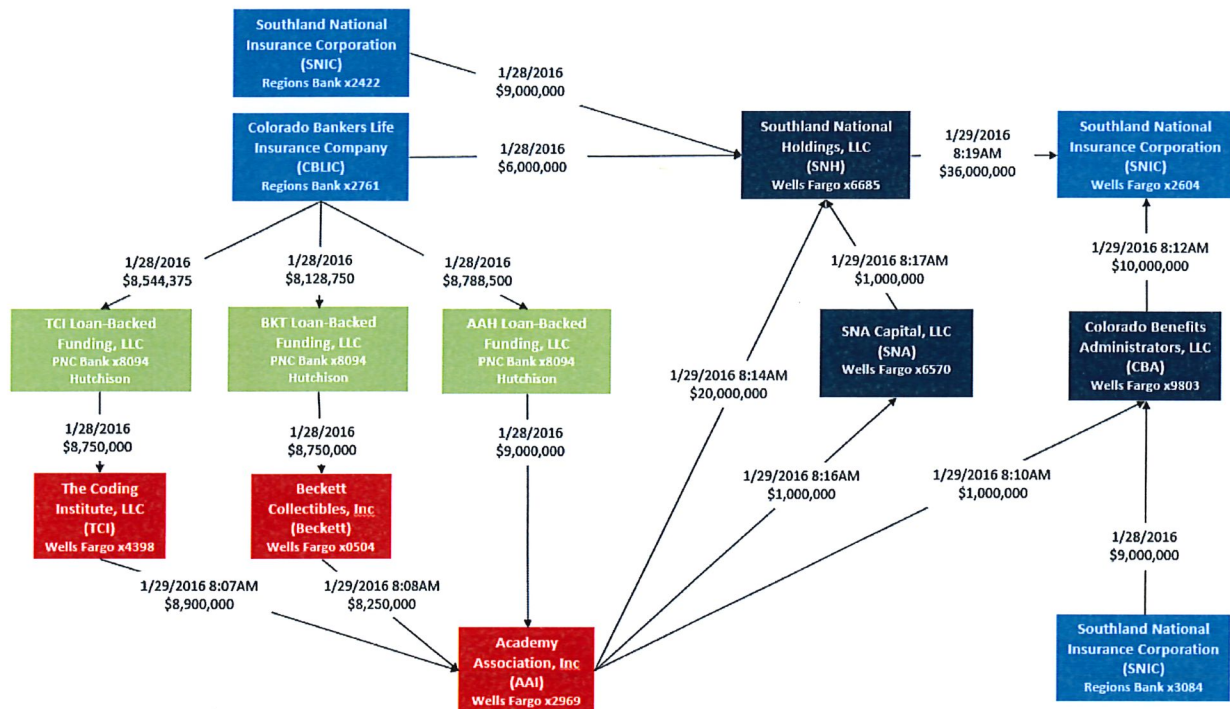 Southland National
Insurance Corporation
(SNIC)
Regions Bank x2422
1/28/2016
$9,000,000
Colorado Bankers Life
Insurance Company
(CBLIC)
Regions Bank x2761
1/28/2016
$6,000,000
Southland National
Holdings, LLC
(SNH)
Wells Fargo x6685
1/29/2016
8:19AM
$36,000,000
Southland National
Insurance Corporation
(SNIC)
Wells Fargo x2604
1/28/2016
$8,544,375
1/28/2016
$8,128,750
1/28/2016
$8,788,500
1/29/2016 8:17AM
$1,000,000
1/29/2016 8:12AM
$10,000,000
TCI Loan-Backed
Funding, LLC
PNC Bank x8094
Hutchison
BKT Loan-Backed
Funding, LLC
PNC Bank x8094
Hutchison
AAH Loan-Backed
Funding, LLC
PNC Bank x8094
Hutchison
SNA Capital, LLC
(SNA)
Wells Fargo x6570
Colorado Benefits
Administrators, LLC
(CBA)
Wells Fargo x9803
1/29/2016 8:14AM
$20,000,000
1/28/2016
$8,750,000
1/28/2016
$8,750,000
1/28/2016
$9,000,000
The Coding
Institute, LLC
(TCI)
Wells Fargo x4398
Beckett
Collectibles, Inc
(Beckett)
Wells Fargo x0504
1/29/2016 8:16AM
$1,000,000
1/29/2016 8:10AM
$1,000,000
1/28/2016
$9,000,000
1/29/2016 8:07AM
$8,900,000
1/29/2016 8:08AM
$8,250,000
Academy
Association, Inc
(AAI)
Wells Fargo x2969
Southland National
Insurance Corporation
(SNIC)
Regions Bank x3084